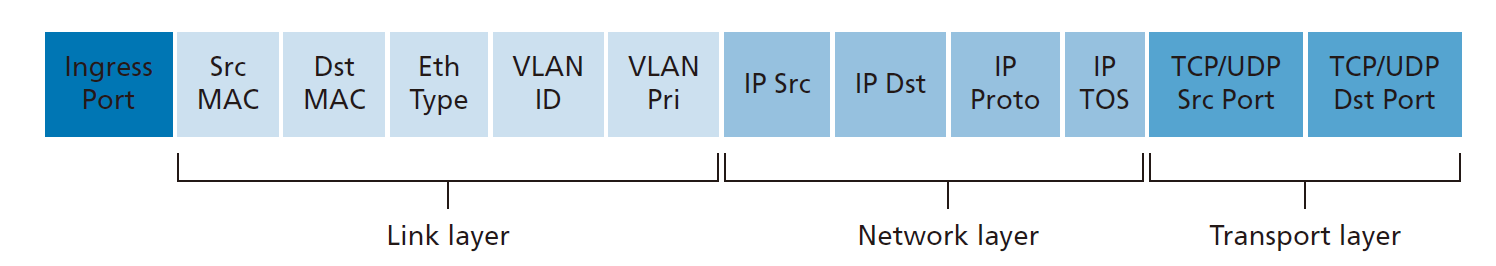 Ingress
Port
Src
MAC
Dst
MAC
Eth
Type
VLAN
ID
VLAN
Pri
IP Src
IP Dst
IP
Proto
IP
TOS
TCP/UDP
Src Port
TCP/UDP
Dst Port
Link layer
Network layer
Transport layer